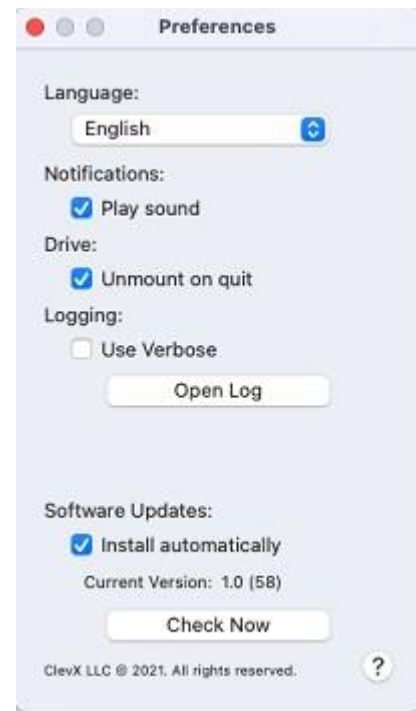 Preferences
Language:
English
Notifications:
Play sound
Drive:
Unmount on quit
Logging:
Use Verbose
Open Log
Software Updates:
Install automatically
Current Version: 1.0 (58)
Check Now
ClevX LLC © 2021. All rights reserved.
?